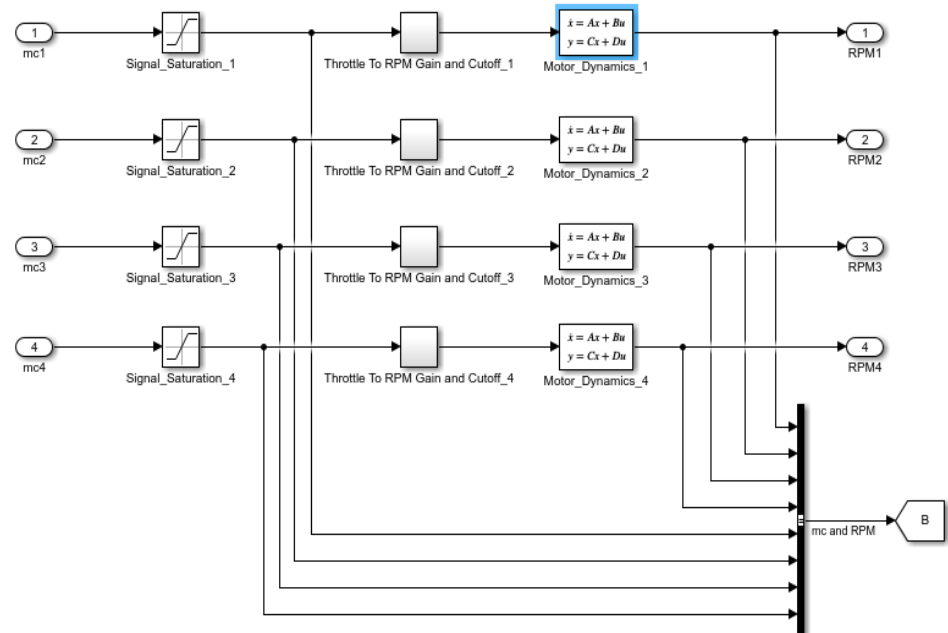 1
mc1
Signal_Saturation_1
Throttle To RPM Gain and Cutoff_1
ẋ = Ax + Bu
y = Cx + Du
Motor_Dynamics_1
1
RPM1
2
mc2
Signal_Saturation_2
Throttle To RPM Gain and Cutoff_2
ẋ = Ax + Bu
y = Cx + Du
Motor_Dynamics_2
2
RPM2
3
mc3
Signal_Saturation_3
Throttle To RPM Gain and Cutoff_3
ẋ = Ax + Bu
y = Cx + Du
Motor_Dynamics_3
3
RPM3
4
mc4
Signal_Saturation_4
Throttle To RPM Gain and Cutoff_4
ẋ = Ax + Bu
y = Cx + Du
Motor_Dynamics_4
4
RPM4
mc and RPM
B